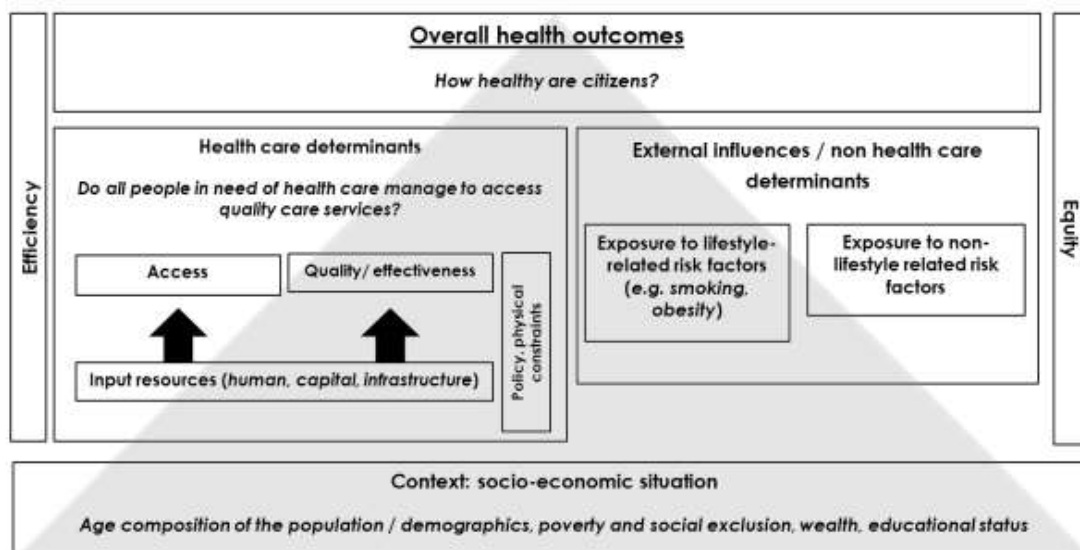 Overall health outcomes
How healthy are citizens?
Efficiency
Health care determinants
Do all people in need of health care manage to access
quality care services?
Access
Quality/ effectiveness
Input resources (human, capital, infrastructure)
Policy, physical
constraints
External influences / non health care
determinants
Exposure to lifestyle-
related risk factors
(e.g. smoking,
obesity)
Exposure to non-
lifestyle related risk
factors
Equity
Context: socio-economic situation
Age composition of the population / demographics, poverty and social exclusion, wealth, educational status